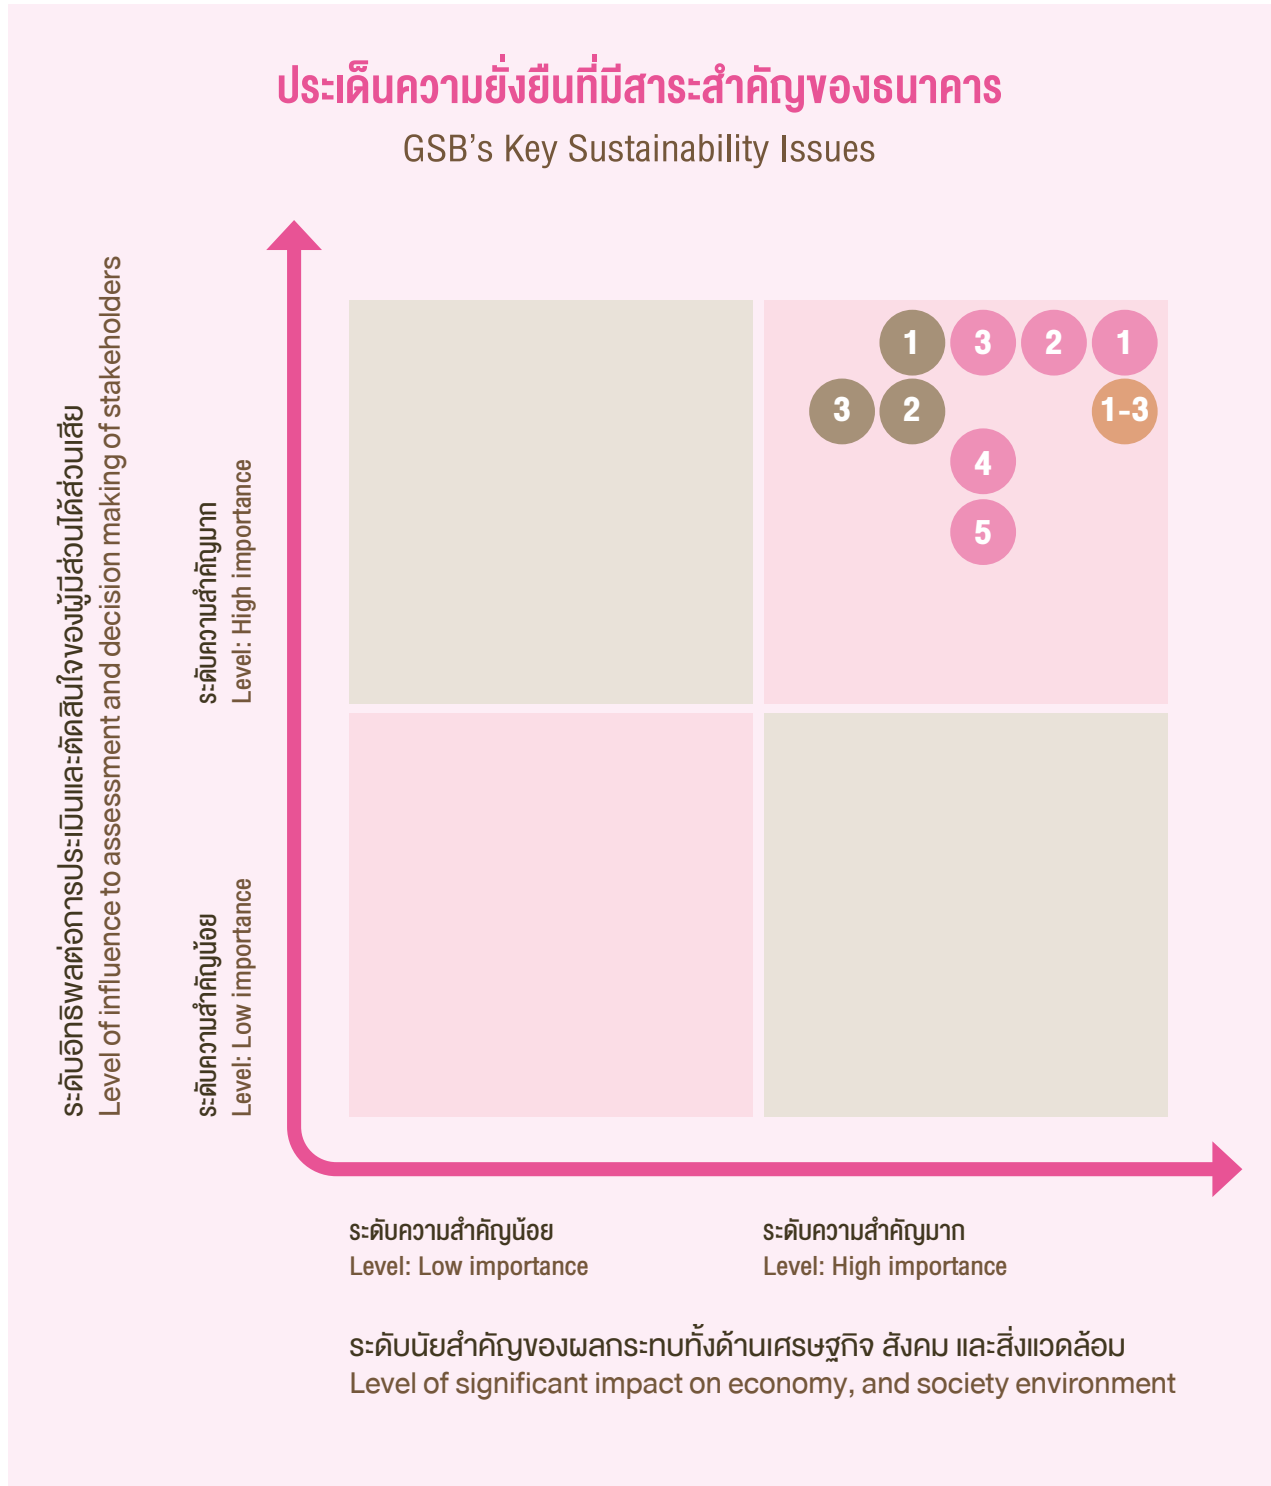 ประเด็นความยั่งยืนที่มีสาระสำคัญของธนาคาร
GSB's Key Sustainability Issues
ระดับอิทธิพลต่อการประเมินและตัดสินใจของผู้มีส่วนได้ส่วนเสีย
Level of influence to assessment and decision making of stakeholders
ระดับความสำคัญมาก
Level: High importance
ระดับความสำคัญน้อย
Level: Low importance
1 3 2 1
3 2 1-3
4
5
ระดับความสำคัญน้อย
Level: Low importance
ระดับความสำคัญมาก
Level: High importance
ระดับนัยสำคัญของผลกระทบทั้งด้านเศรษฐกิจ สังคม และสิ่งแวดล้อม
Level of significant impact on economy, and society environment